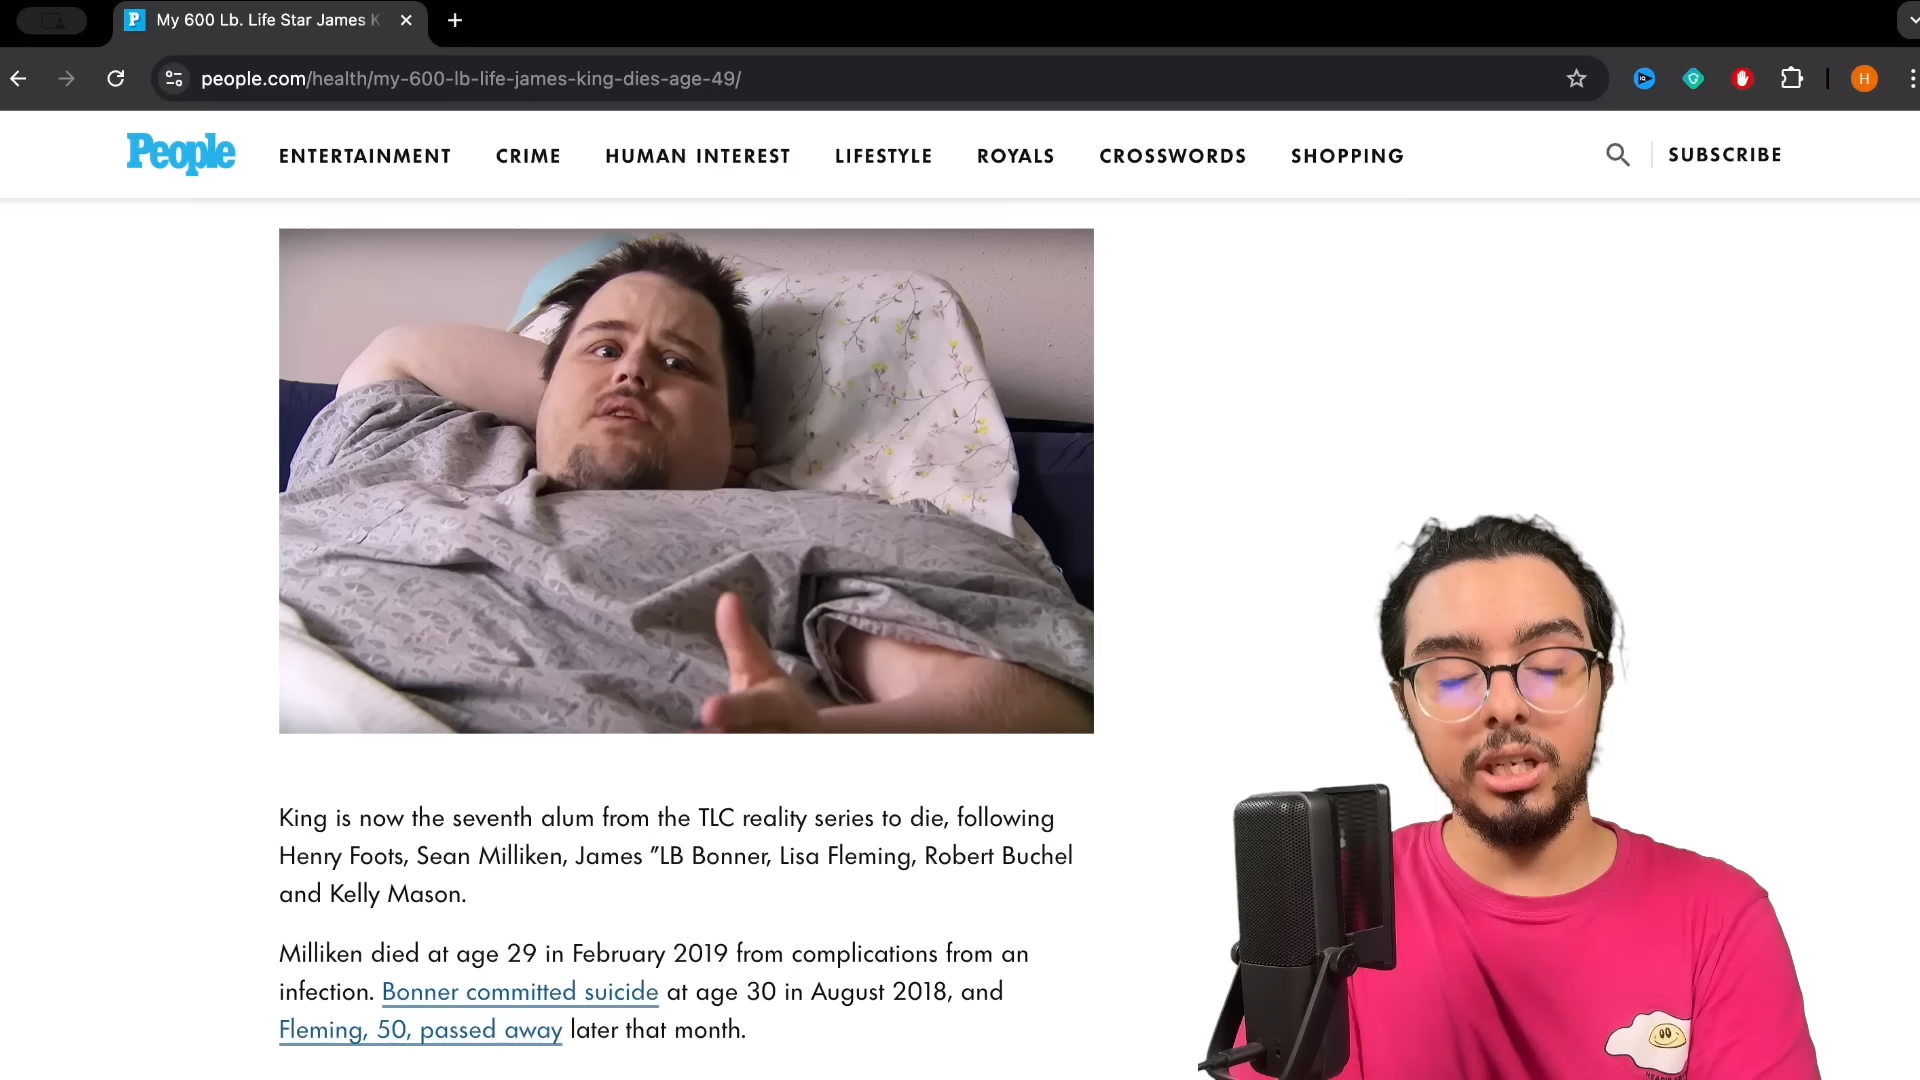 My 600 Lb. Life Star James K
people.com/health/my-600-lb-life-james-king-dies-age-49/
H
People
ENTERTAINMENT CRIME HUMAN INTEREST LIFESTYLE ROYALS CROSSWORDS SHOPPING
SUBSCRIBE
King is now the seventh alum from the TLC reality series to die, following
Henry Foots, Sean Milliken, James ”LB Bonner, Lisa Fleming, Robert Buchel
and Kelly Mason.
Milliken died at age 29 in February 2019 from complications from an
infection. Bonner committed suicide at age 30 in August 2018, and
Fleming, 50, passed away later that month.